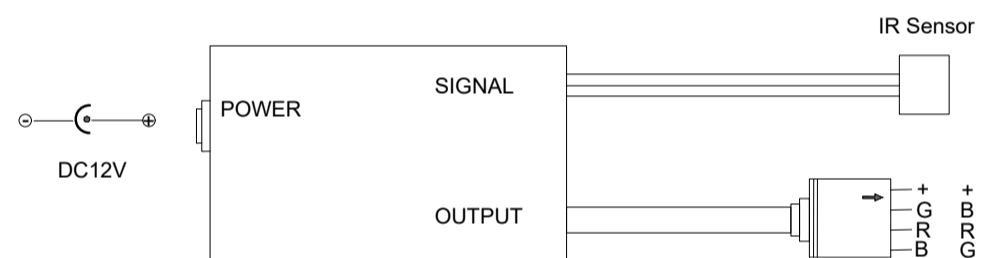 IR Sensor
SIGNAL
POWER
DC12V
OUTPUT
+ +
G B
R R
B G